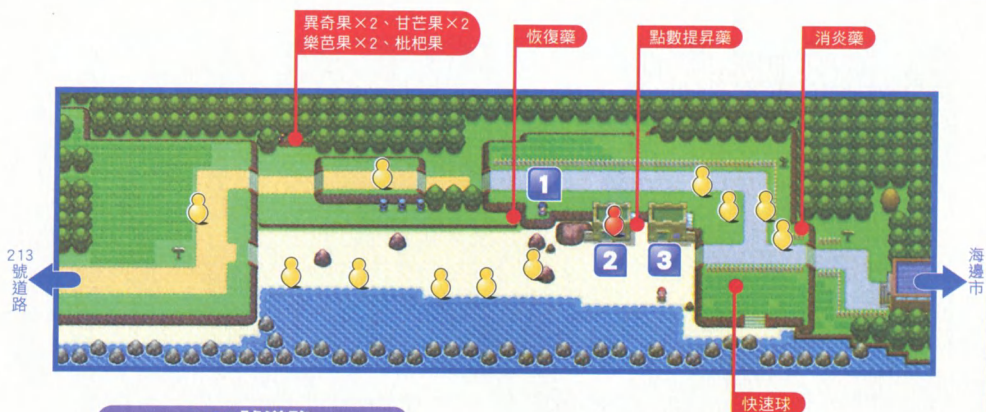 異奇果×2、甘芒果×2
樂芭果×2、枇杷果
恢復藥
點數提昇藥
消炎藥
1
2
3
213
號道路
海邊市
快速球